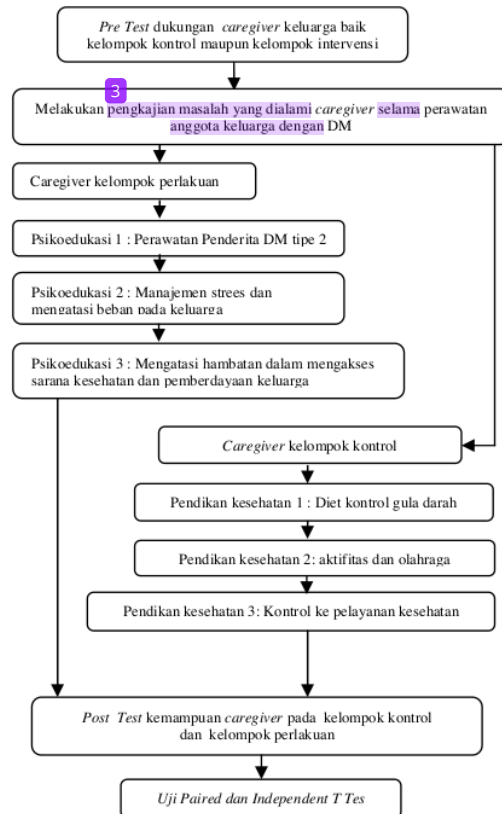 Pre Test dukungan caregiver keluarga baik
kelompok kontrol maupun kelompok intervensi
3
Melakukan pengkajian masalah yang dialami caregiver selama perawatan
anggota keluarga dengan DM
Caregiver kelompok perlakuan
Psikoedukasi 1 : Perawatan Penderita DM tipe 2
Psikoedukasi 2 : Manajemen strees dan
mengatasi beban pada keluarga
Psikoedukasi 3 : Mengatasi hambatan dalam mengakses
sarana kesehatan dan pemberdayaan keluarga
Caregiver kelompok kontrol
Pendikan kesehatan 1 : Diet kontrol gula darah
Pendikan kesehatan 2: aktifitas dan olahraga
Pendikan kesehatan 3: Kontrol ke pelayanan kesehatan
Post Test kemampuan caregiver pada kelompok kontrol
dan kelompok perlakuan
Uji Paired dan Independent T Tes